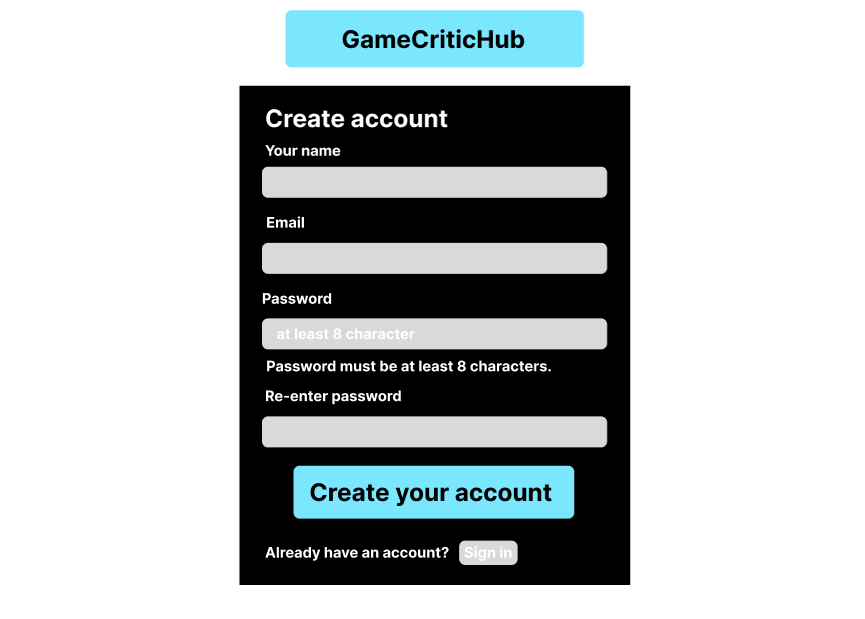 GameCriticHub
Create account
Your name
Email
Password
at least 8 character
Password must be at least 8 characters.
Re-enter password
Create your account
Already have an account? Sign in